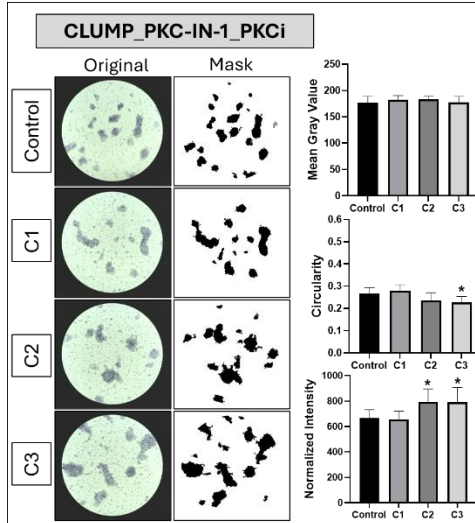 CLUMP_PKC-IN-1_PKCi
Original Mask
Control
C1
C2
C3
Mean Gray Value
250
200
150
100
50
0
Control C1 C2 C3
Circularity
0.6
0.5
0.4
0.3
0.2
0.1
0.0
*
Control C1 C2 C3
Normalized Intensity
1000
800
600
400
200
0
* *
Control C1 C2 C3